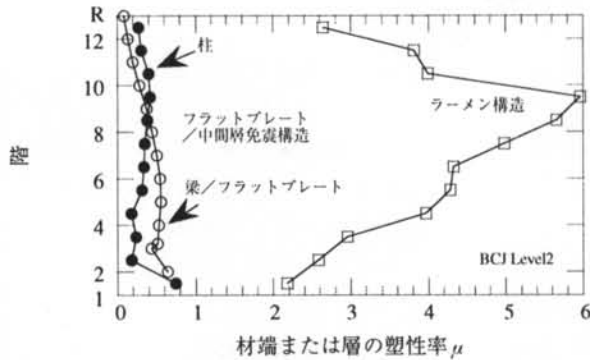 R
12
10
8
6
4
2
1
階
柱
フラットプレート
／中間層免震構造
梁／フラットプレート
ラーメン構造
BCJ Level2
0 1 2 3 4 5 6
材端または層の塑性率 μ